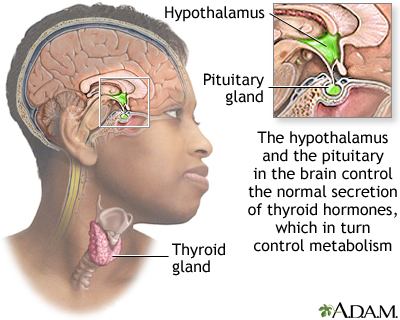 Hypothalamus
Pituitary
gland
The hypothalamus
and the pituitary
in the brain control
the normal secretion
of thyroid hormones,
which in turn
control metabolism
Thyroid
gland
A.D.A.M.